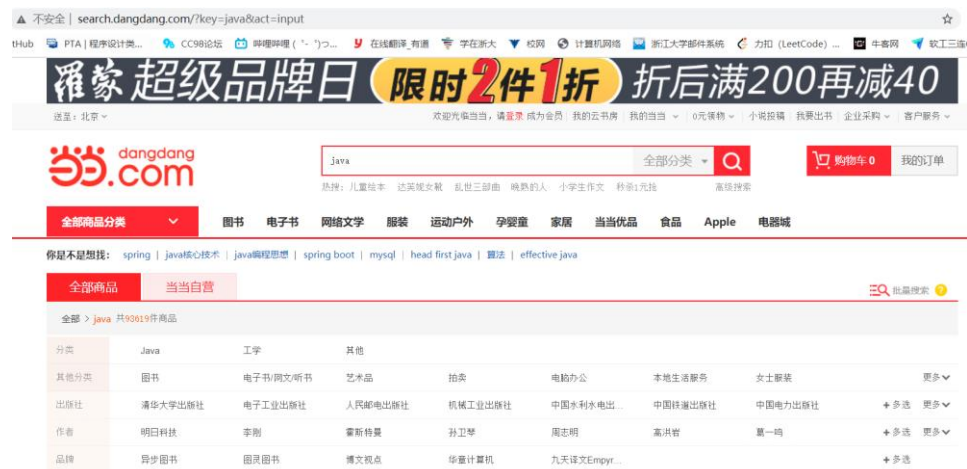 不安全 | search.dangdang.com/?key=java&act=input
tHub PTA | 程序设计类... CC98论坛 哔哩哔哩 ( ゜- ゜)つ... 在线翻译_有道 学在浙大 校网 计算机网络 浙江大学邮件系统 力扣 (LeetCode) ... 牛客网 软工三连
羅蒙 超级品牌日 限时2件1折 折后满200再减40
送至：北京 欢迎光临当当，请登录 成为会员 我的云书房 我的当当 0元领物 小说投稿 我要出书 企业采购 客户服务
当当 dangdang .com java 全部分类 购物车 0 我的订单
热搜：儿童绘本 达芙妮女靴 乱世三部曲 晚熟的人 小学生作文 秒杀1元抢 高级搜索
全部商品分类 图书 电子书 网络文学 服装 运动户外 孕婴童 家居 当当优品 食品 Apple 电器城
你是不是想找： spring | java核心技术 | java编程思想 | spring boot | mysql | head first java | 算法 | effective java
全部商品 当当自营 批量搜索 ?
全部 > java 共93619件商品
分类 Java 工学 其他
其他分类 图书 电子书/网文/听书 艺术品 拍卖 电脑办公 本地生活服务 女士服装 更多
出版社 清华大学出版社 电子工业出版社 人民邮电出版社 机械工业出版社 中国水利水电出... 中国铁道出版社 中国电力出版社 +多选 更多
作者 明日科技 李刚 霍斯特曼 孙卫琴 周志明 高洪岩 葛一鸣 +多选 更多
品牌 异步图书 图灵图书 博文视点 华章计算机 九天译文Empyr... +多选